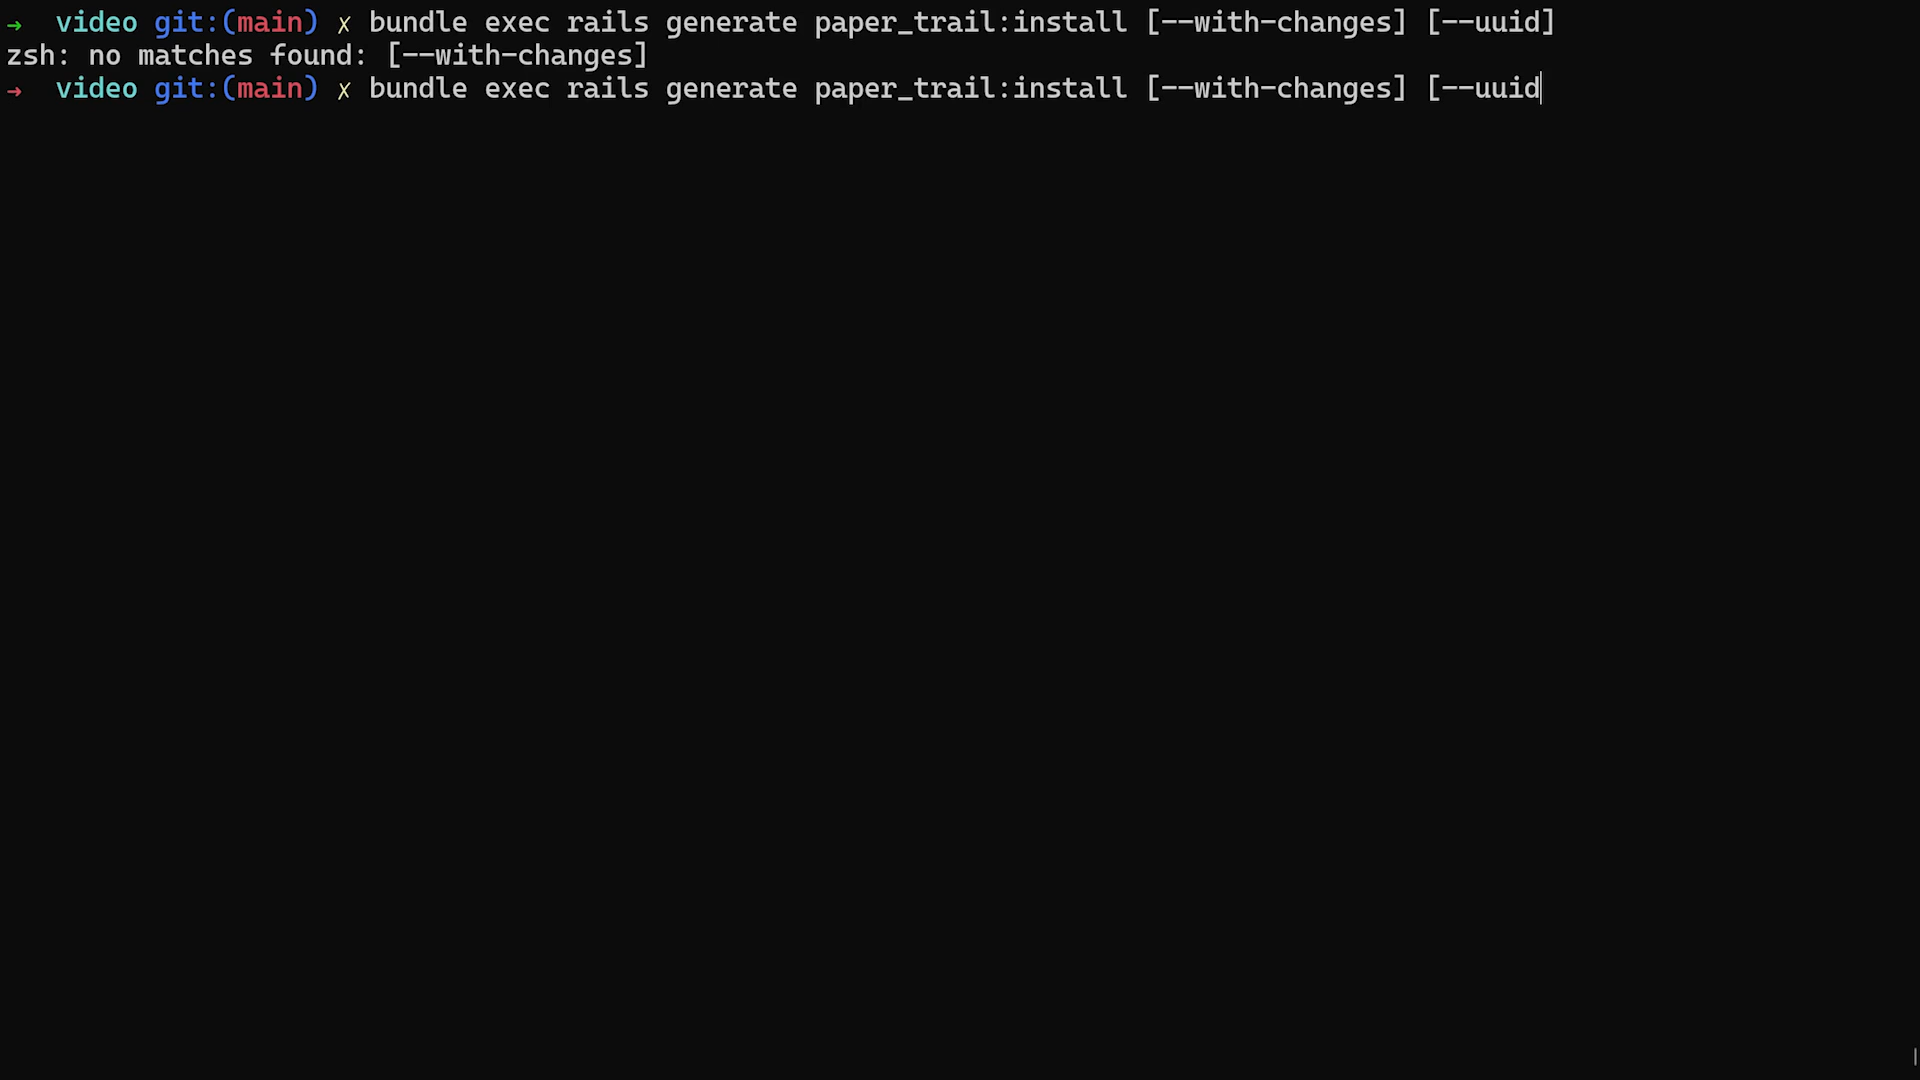 → video git:(main) ✗ bundle exec rails generate paper_trail:install [--with-changes] [--uuid]
zsh: no matches found: [--with-changes]
→ video git:(main) ✗ bundle exec rails generate paper_trail:install [--with-changes] [--uuid